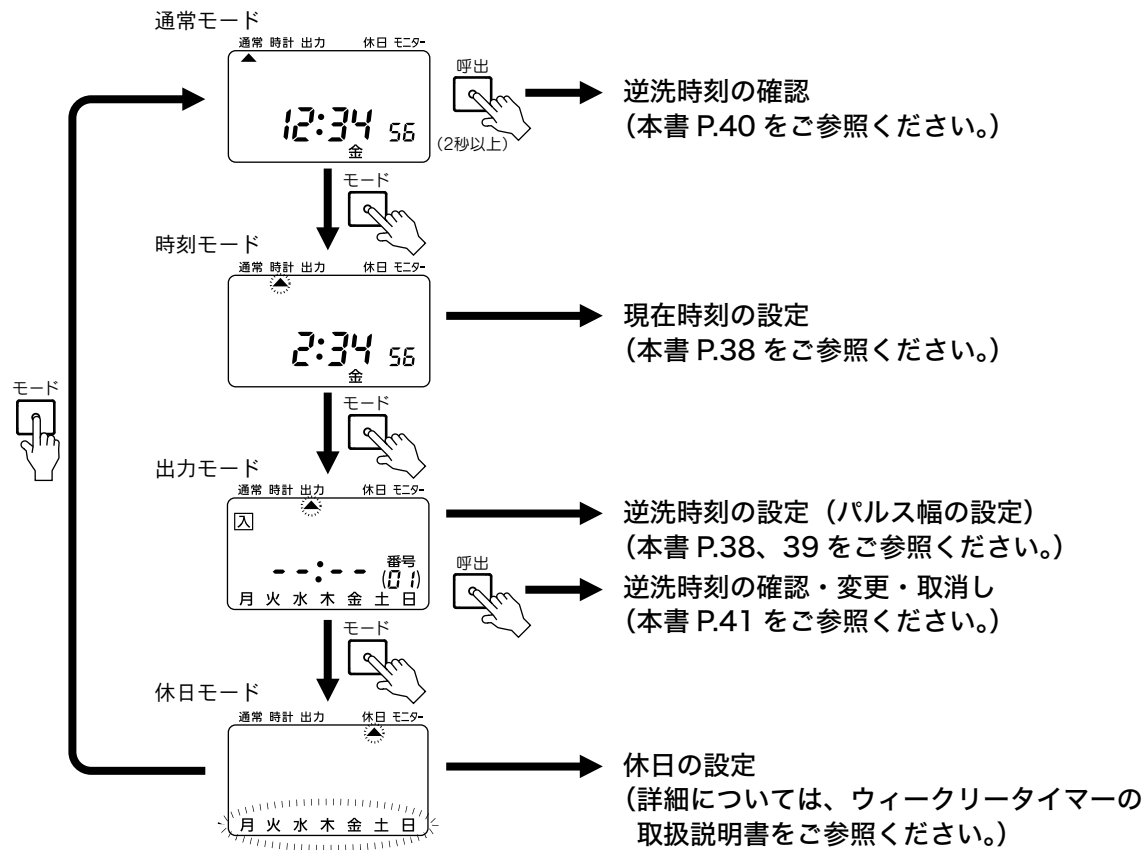 通常モード
通常 時計 出力 休日 モニター
12:34 56
金
呼出
(2秒以上)
逆洗時刻の確認
(本書 P.40 をご参照ください。)
モード
時刻モード
通常 時計 出力 休日 モニター
2:34 56
金
現在時刻の設定
(本書 P.38 をご参照ください。)
モード
モード
出力モード
通常 時計 出力 休日 モニター
入
--:-- 番号
(01)
月 火 水 木 金 土 日
逆洗時刻の設定(パルス幅の設定)
(本書 P.38、39 をご参照ください。)
呼出
逆洗時刻の確認・変更・取消し
(本書 P.41 をご参照ください。)
モード
休日モード
通常 時計 出力 休日 モニター
月 火 水 木 金 土 日
休日の設定
(詳細については、ウィークリータイマーの
取扱説明書をご参照ください。)